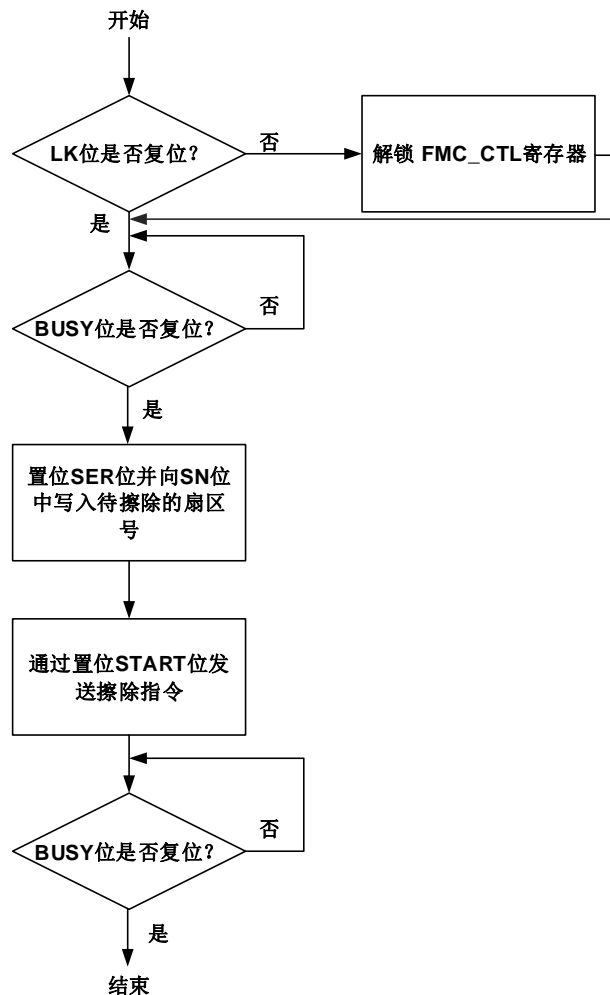 开始
LK位是否复位?
否
解锁 FMC_CTL寄存器
是
BUSY位是否复位?
否
是
置位SER位并向SN位
中写入待擦除的扇区
号
通过置位START位发
送擦除指令
BUSY位是否复位?
否
是
结束